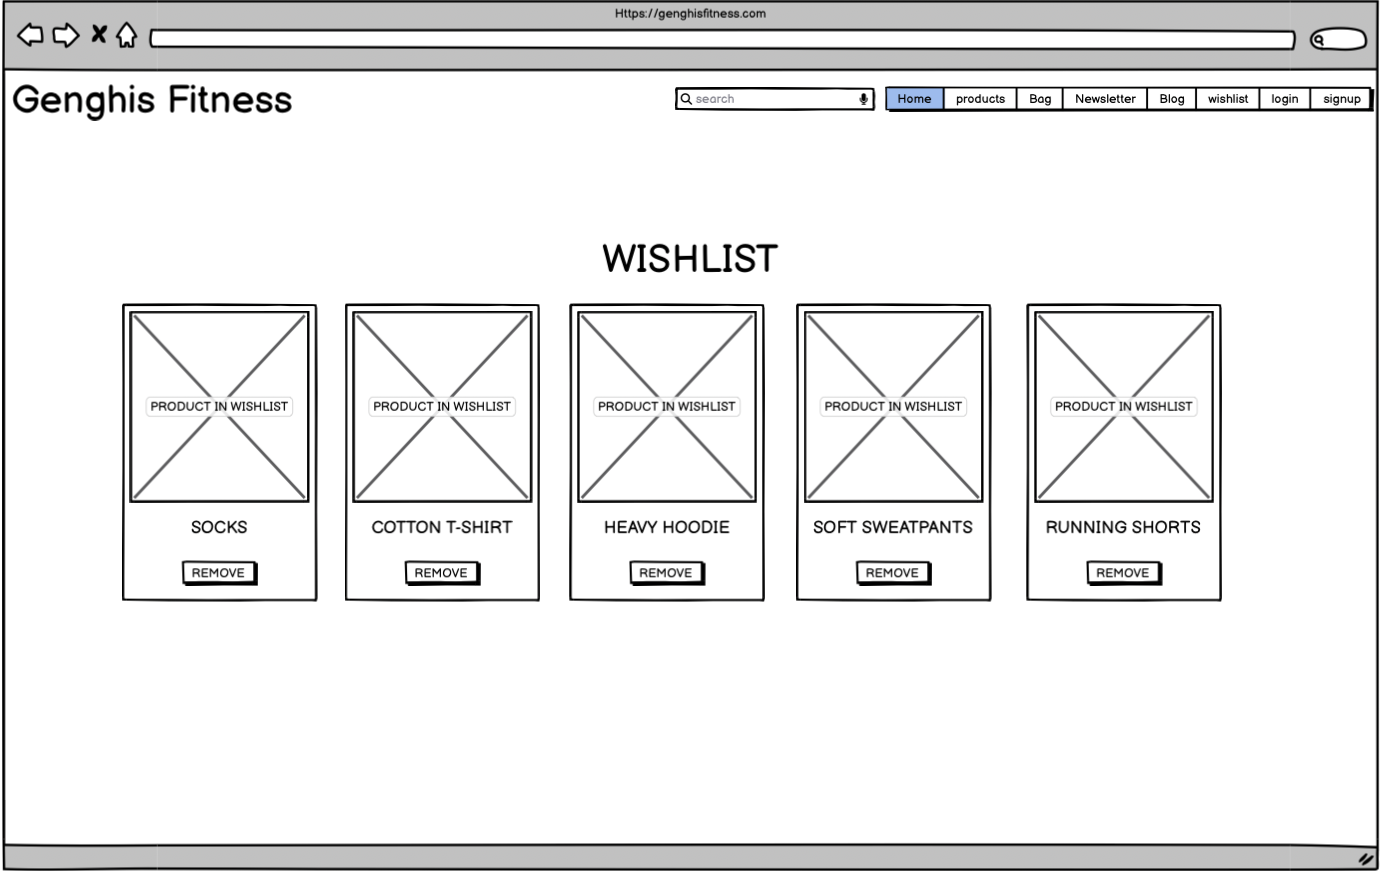 Https://genghisfitness.com
Genghis Fitness
search
Home products Bag Newsletter Blog wishlist login signup
WISHLIST
PRODUCT IN WISHLIST PRODUCT IN WISHLIST PRODUCT IN WISHLIST PRODUCT IN WISHLIST PRODUCT IN WISHLIST
SOCKS COTTON T-SHIRT HEAVY HOODIE SOFT SWEATPANTS RUNNING SHORTS
REMOVE REMOVE REMOVE REMOVE REMOVE